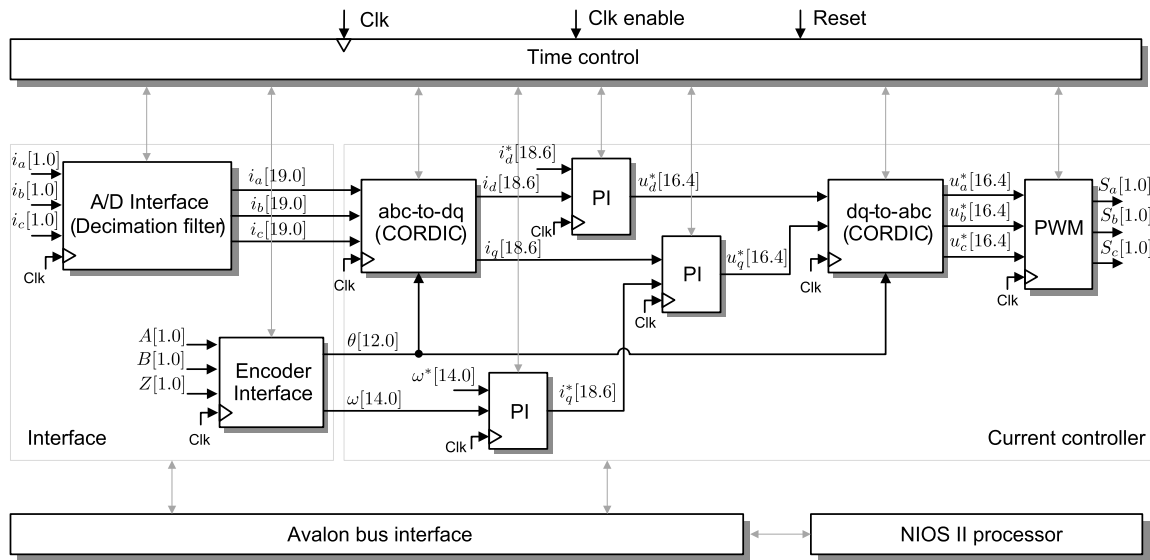 Clk
Clk enable
Reset
Time control
i_a[1.0]
i_b[1.0]
i_c[1.0]
A/D Interface
(Decimation filter)
Clk
i_a[19.0]
i_b[19.0]
i_c[19.0]
abc-to-dq
(CORDIC)
Clk
i_d[18.6]
i_q[18.6]
i_d^*[18.6]
PI
Clk
u_d^*[16.4]
PI
Clk
u_q^*[16.4]
dq-to-abc
(CORDIC)
Clk
u_a^*[16.4]
u_b^*[16.4]
u_c^*[16.4]
PWM
Clk
S_a[1.0]
S_b[1.0]
S_c[1.0]
A[1.0]
B[1.0]
Z[1.0]
Encoder
Interface
Clk
θ[12.0]
ω[14.0]
ω^*[14.0]
PI
Clk
i_q^*[18.6]
Interface
Current controller
Avalon bus interface
NIOS II processor